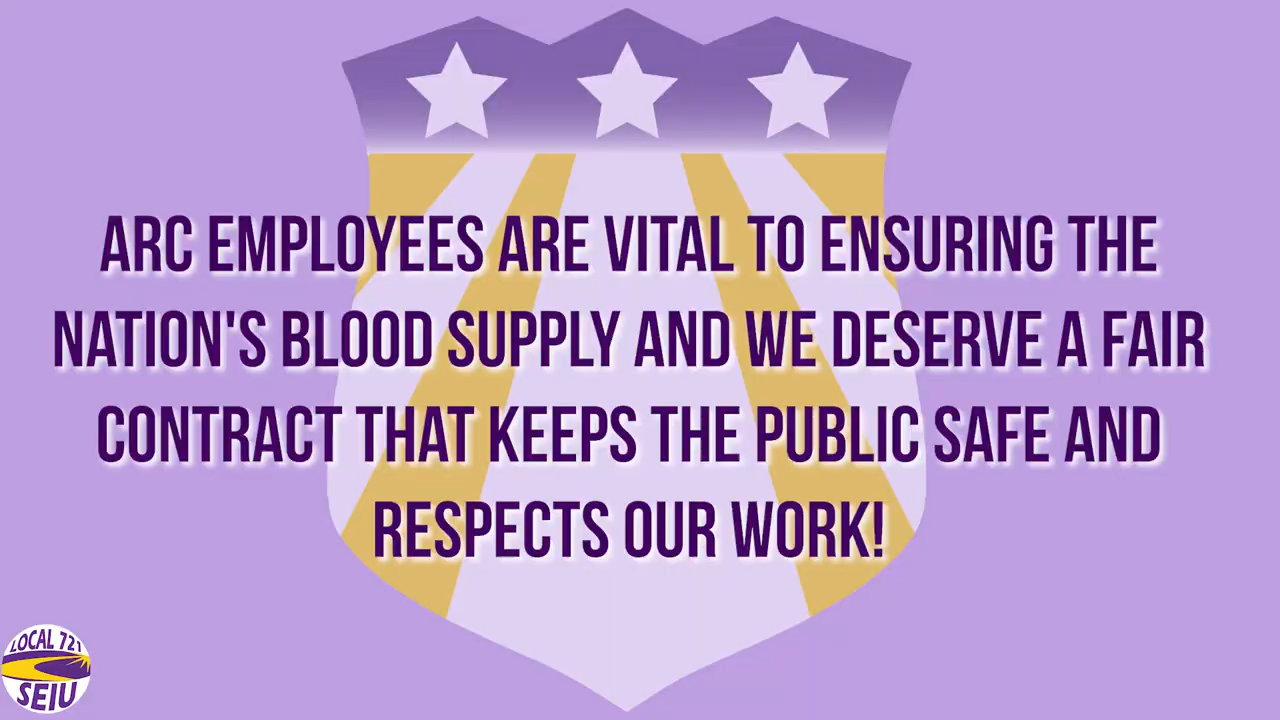 ARC EMPLOYEES ARE VITAL TO ENSURING THE
NATION'S BLOOD SUPPLY AND WE DESERVE A FAIR
CONTRACT THAT KEEPS THE PUBLIC SAFE AND
RESPECTS OUR WORK!
LOCAL 721
SEIU